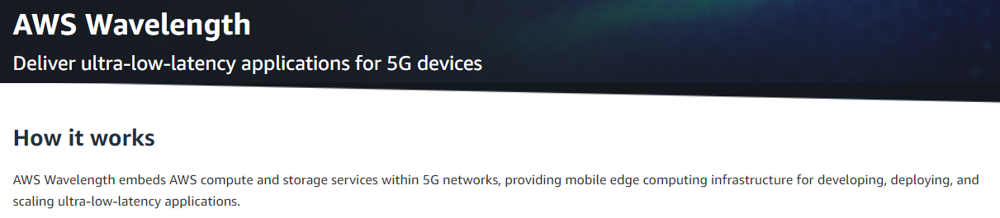 AWS Wavelength
Deliver ultra-low-latency applications for 5G devices
How it works
AWS Wavelength embeds AWS compute and storage services within 5G networks, providing mobile edge computing infrastructure for developing, deploying, and
scaling ultra-low-latency applications.